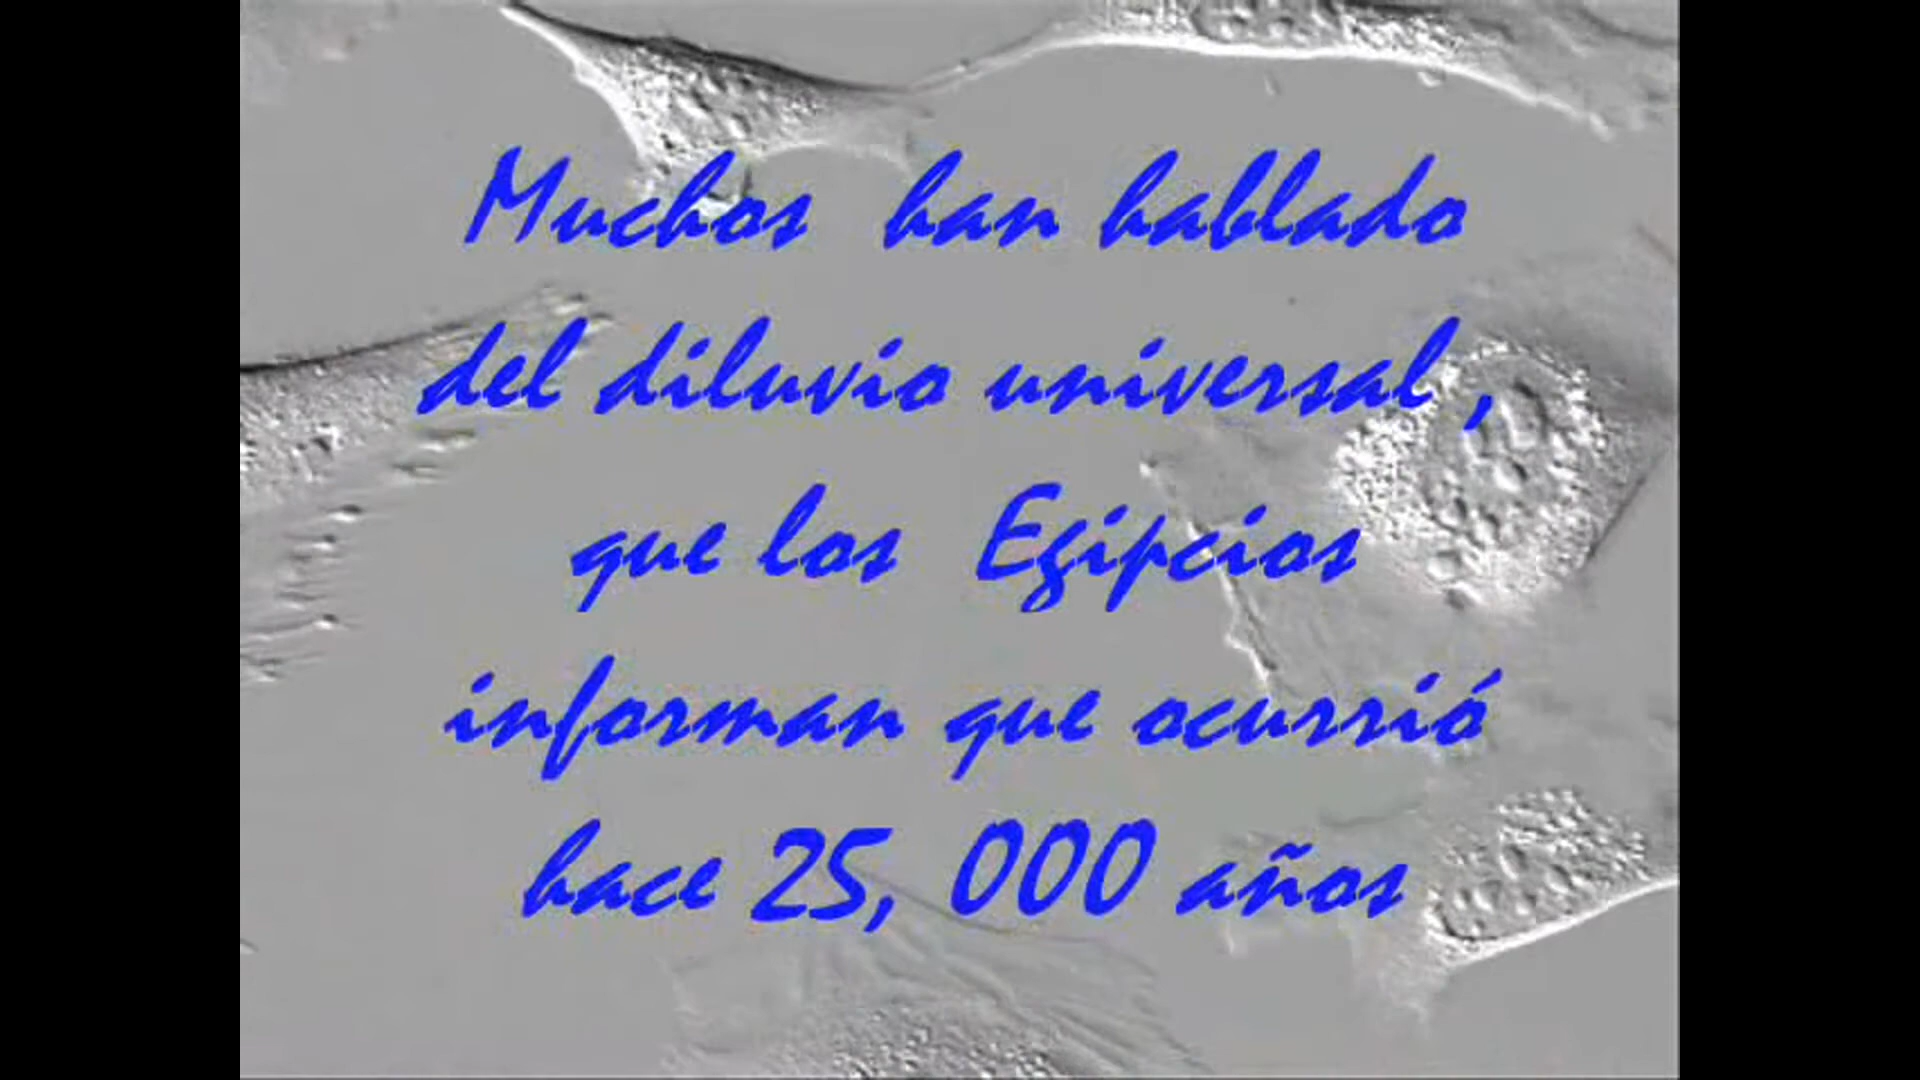 Muchos han hablado
del diluvio universal ,
que los Egipcios
informan que ocurrió
hace 25, 000 años